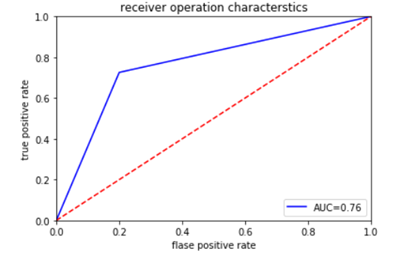 receiver operation characterstics
1.0
0.8
0.6
0.4
0.2
0.0
true positive rate
AUC=0.76
0.0 0.2 0.4 0.6 0.8 1.0
flase positive rate